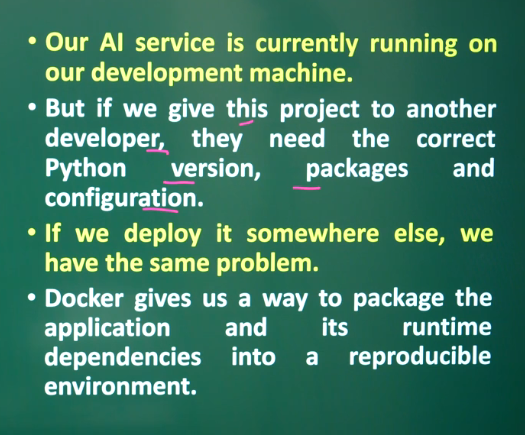 • Our AI service is currently running on
our development machine.
• But if we give this project to another
developer, they need the correct
Python version, packages and
configuration.
• If we deploy it somewhere else, we
have the same problem.
• Docker gives us a way to package the
application and its runtime
dependencies into a reproducible
environment.